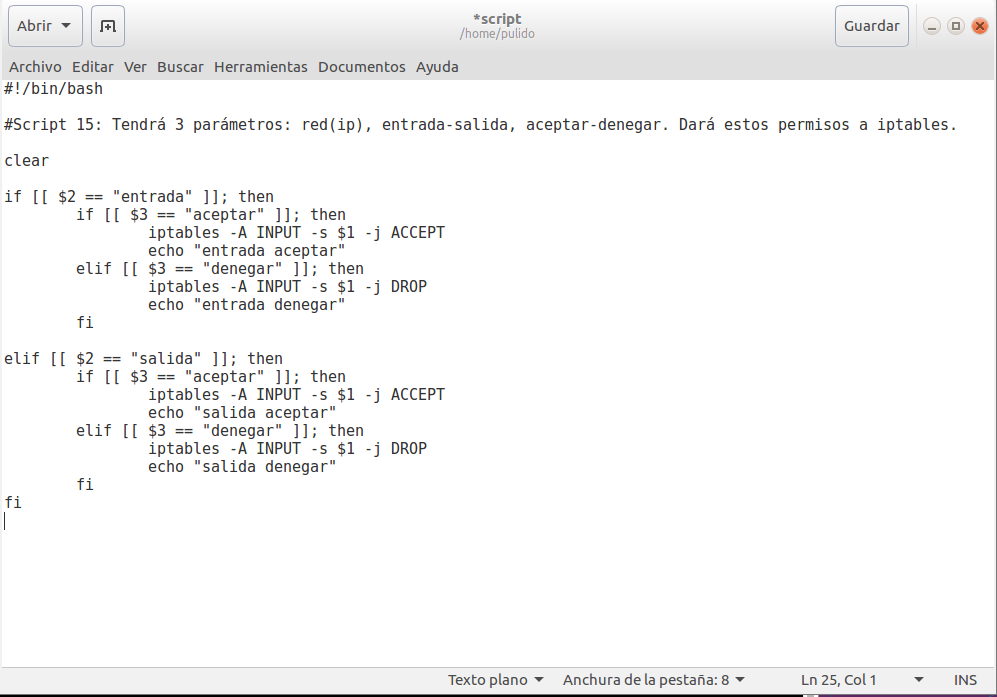 Abrir
*script
/home/pulido
Guardar
Archivo Editar Ver Buscar Herramientas Documentos Ayuda
#!/bin/bash
#Script 15: Tendrá 3 parámetros: red(ip), entrada-salida, aceptar-denegar. Dará estos permisos a iptables.
clear
if [[ $2 == "entrada" ]]; then
if [[ $3 == "aceptar" ]]; then
iptables -A INPUT -s $1 -j ACCEPT
echo "entrada aceptar"
elif [[ $3 == "denegar" ]]; then
iptables -A INPUT -s $1 -j DROP
echo "entrada denegar"
fi
elif [[ $2 == "salida" ]]; then
if [[ $3 == "aceptar" ]]; then
iptables -A INPUT -s $1 -j ACCEPT
echo "salida aceptar"
elif [[ $3 == "denegar" ]]; then
iptables -A INPUT -s $1 -j DROP
echo "salida denegar"
fi
fi
Texto plano Anchura de la pestaña: 8 Ln 25, Col 1 INS